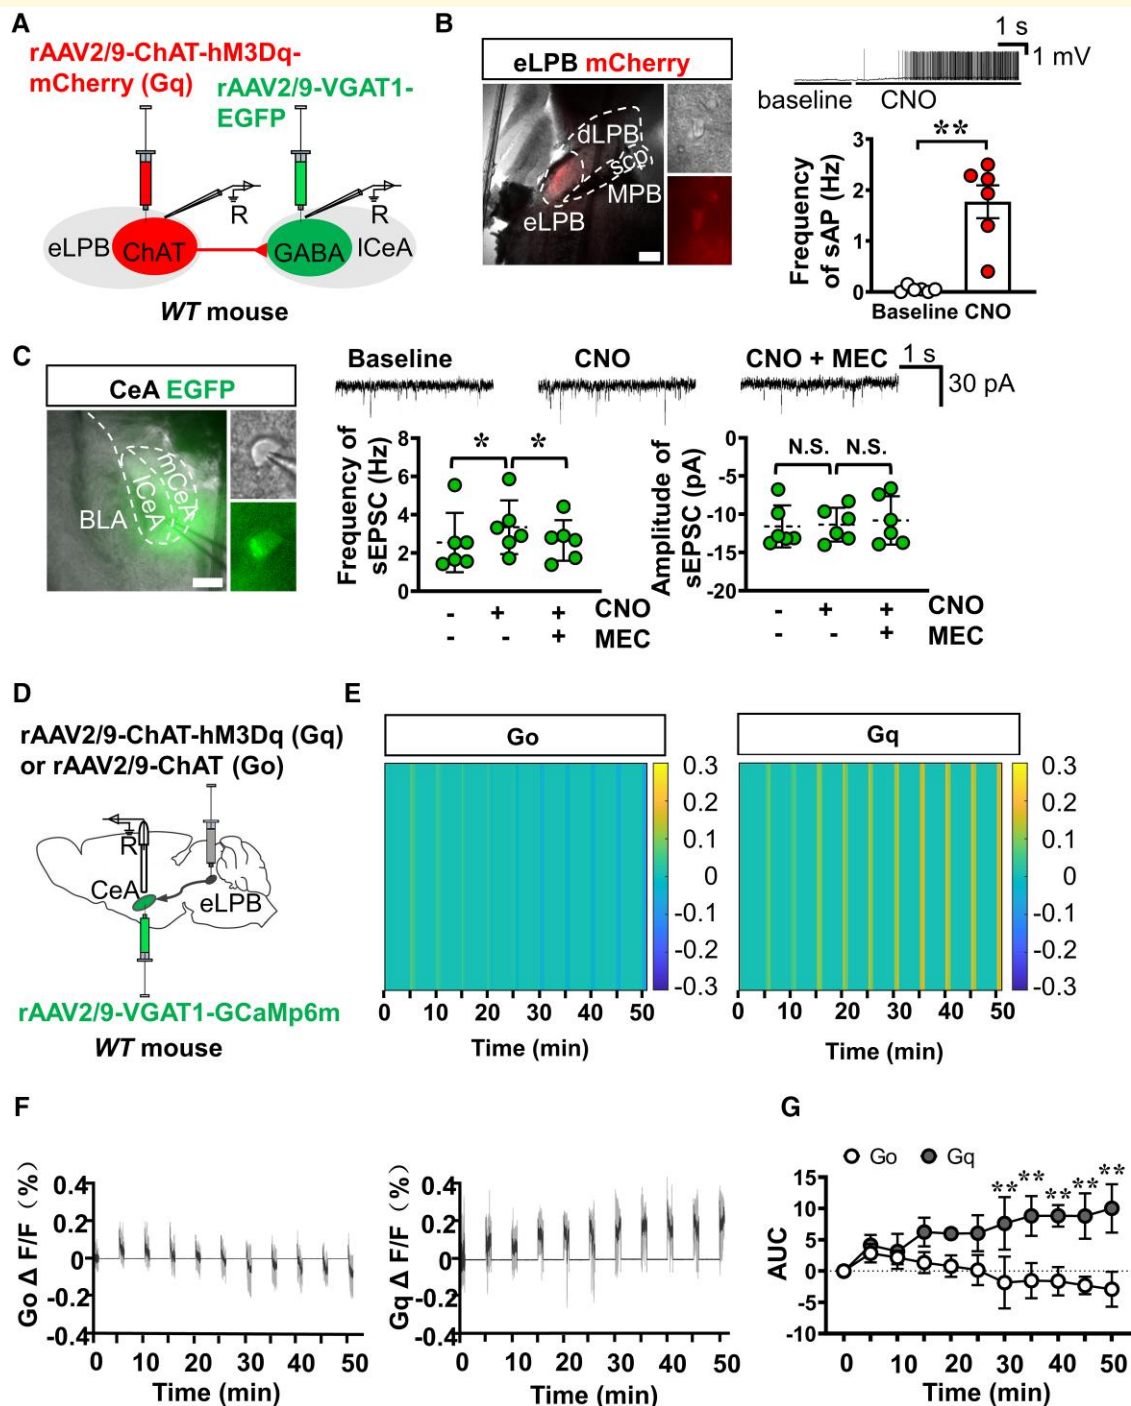 A
rAAV2/9-ChAT-hM3Dq-
mCherry (Gq)
rAAV2/9-VGAT1-
EGFP
R
R
eLPB
ChAT
GABA
lCeA
WT mouse
B
eLPB mCherry
dLPB
scp
MPB
eLPB
1 s
1 mV
baseline
CNO
**
Frequency
of sAP (Hz)
3
2
1
0
Baseline CNO
C
CeA EGFP
mCeA
lCeA
BLA
Baseline
CNO
CNO + MEC
1 s
30 pA
Frequency of
sEPSC (Hz)
8
6
4
2
0
*
*
- + + CNO
- - + MEC
Amplitude of
sEPSC (pA)
0
-5
-10
-15
-20
N.S.
N.S.
- + + CNO
- - + MEC
D
rAAV2/9-ChAT-hM3Dq (Gq)
or rAAV2/9-ChAT (Go)
R
CeA
eLPB
rAAV2/9-VGAT1-GCaMp6m
WT mouse
E
Go
0.3
0.2
0.1
0
-0.1
-0.2
-0.3
0 10 20 30 40 50
Time (min)
Gq
0.3
0.2
0.1
0
-0.1
-0.2
-0.3
0 10 20 30 40 50
Time (min)
F
Go Δ F/F (%)
0.4
0.2
0
-0.2
-0.4
0 10 20 30 40 50
Time (min)
Gq Δ F/F (%)
0.4
0.2
0
-0.2
-0.4
0 10 20 30 40 50
Time (min)
G
Go Gq
AUC
15
10
5
0
-5
-10
** ** ** ** **
0 10 20 30 40 50
Time (min)